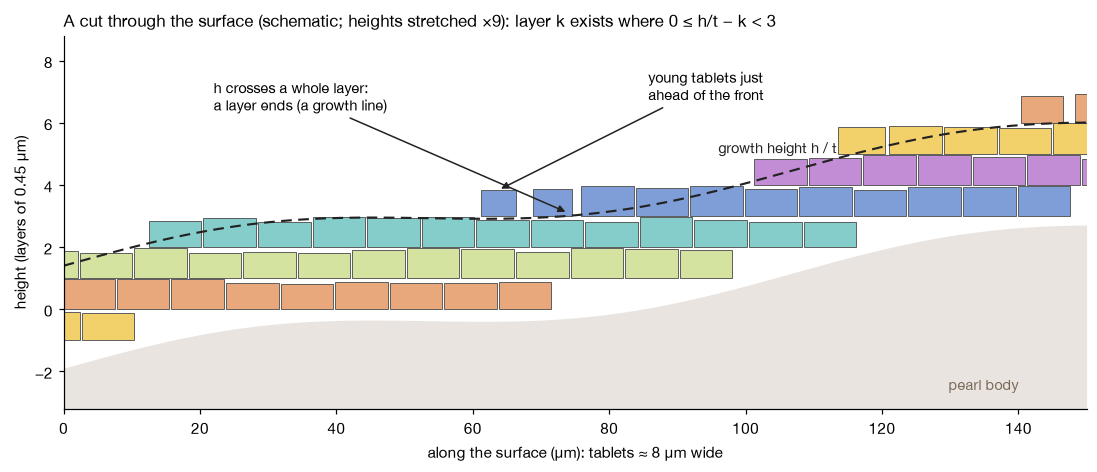 A cut through the surface (schematic; heights stretched ×9): layer k exists where 0 ≤ h/t − k < 3
h crosses a whole layer:
a layer ends (a growth line)
young tablets just
ahead of the front
growth height h / t
pearl body
height (layers of 0.45 µm)
8
6
4
2
0
−2
0
20
40
60
80
100
120
140
along the surface (µm): tablets ≈ 8 µm wide